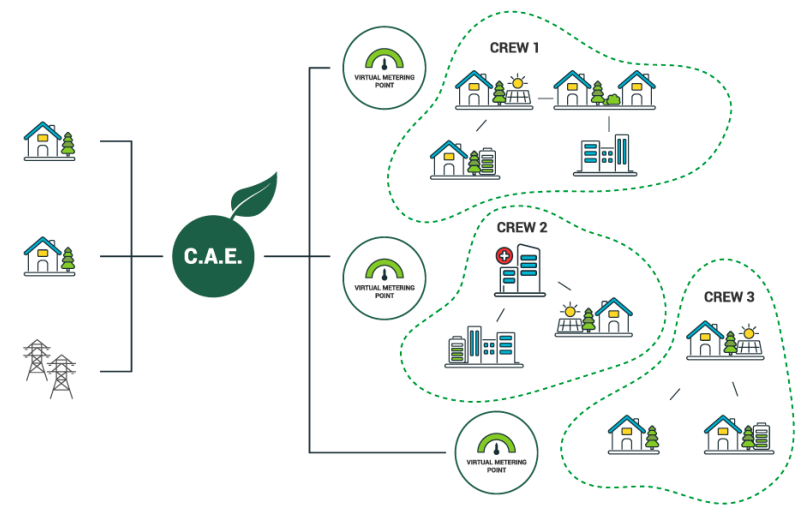 CREW 1
VIRTUAL METERING
POINT
C.A.E.
CREW 2
VIRTUAL METERING
POINT
CREW 3
VIRTUAL METERING
POINT